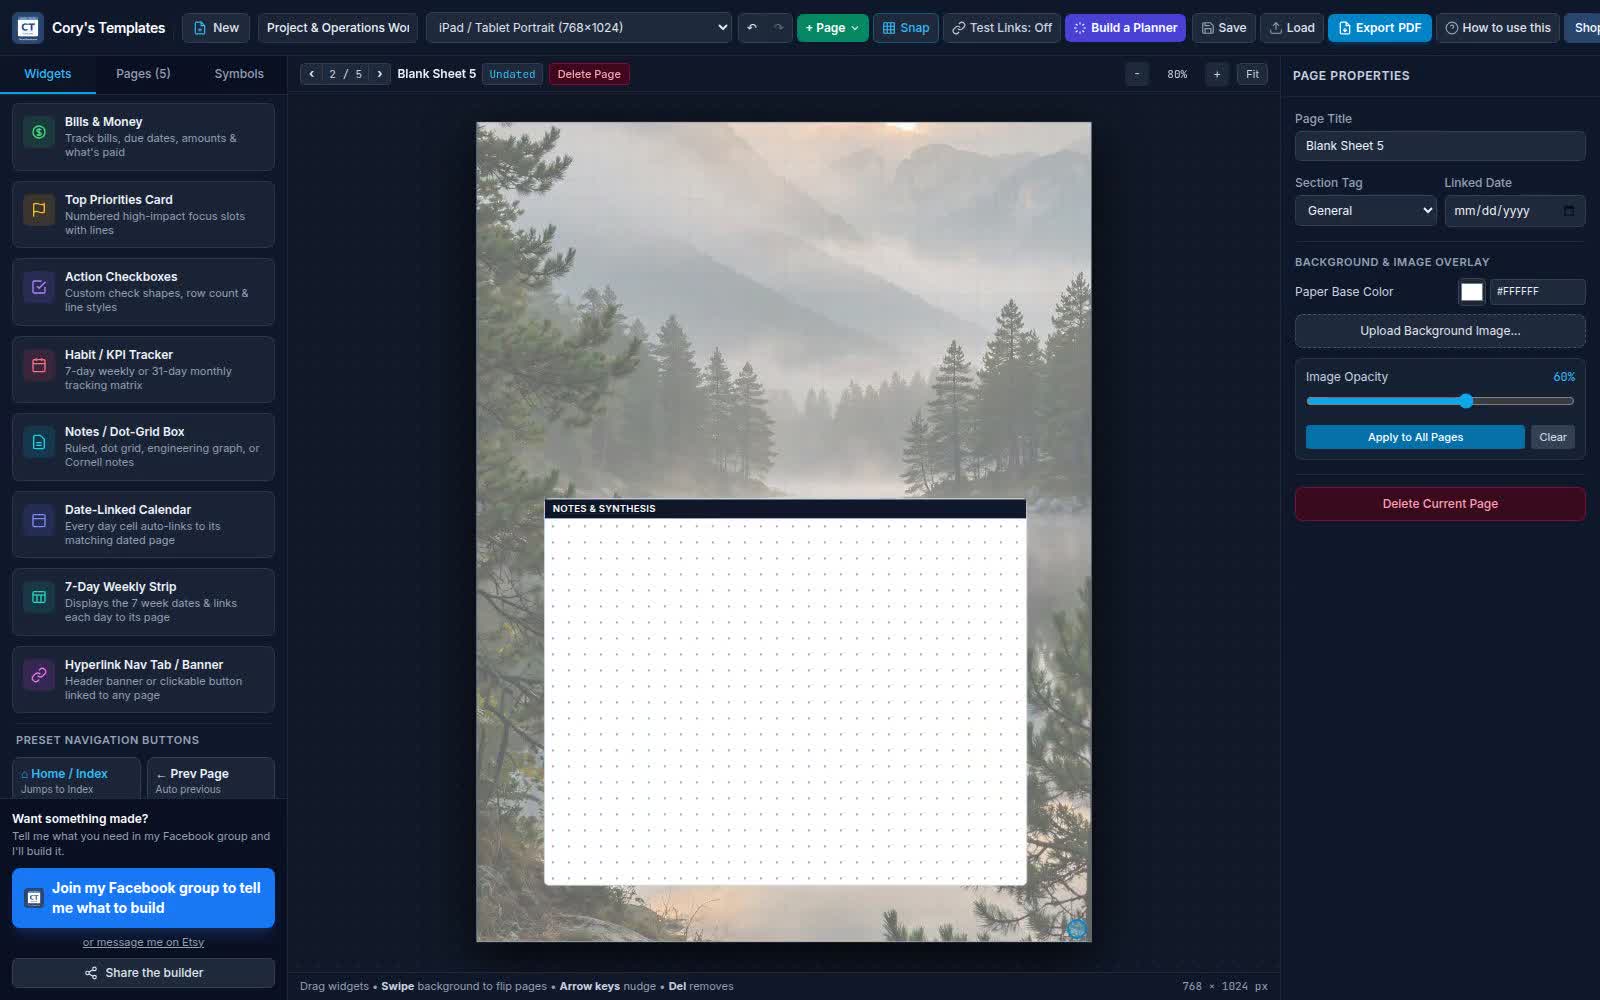 Cory's Templates
New
Project & Operations Wor
iPad / Tablet Portrait (768×1024)
+ Page
Snap
Test Links: Off
Build a Planner
Save
Load
Export PDF
How to use this
Shop
Widgets
Pages (5)
Symbols
2 / 5
Blank Sheet 5
Undated
Delete Page
-
80%
+
Fit
PAGE PROPERTIES
Bills & Money
Track bills, due dates, amounts &
what's paid
Top Priorities Card
Numbered high-impact focus slots
with lines
Action Checkboxes
Custom check shapes, row count &
line styles
Habit / KPI Tracker
7-day weekly or 31-day monthly
tracking matrix
Notes / Dot-Grid Box
Ruled, dot grid, engineering graph, or
Cornell notes
Date-Linked Calendar
Every day cell auto-links to its
matching dated page
7-Day Weekly Strip
Displays the 7 week dates & links
each day to its page
Hyperlink Nav Tab / Banner
Header banner or clickable button
linked to any page
PRESET NAVIGATION BUTTONS
⌂ Home / Index
Jumps to Index
← Prev Page
Auto previous
Want something made?
Tell me what you need in my Facebook group and
I'll build it.
CT
Join my Facebook group to tell
me what to build
or message me on Etsy
Share the builder
NOTES & SYNTHESIS
Page Title
Blank Sheet 5
Section Tag
Linked Date
General
mm/dd/yyyy
BACKGROUND & IMAGE OVERLAY
Paper Base Color
#FFFFFF
Upload Background Image...
Image Opacity
60%
Apply to All Pages
Clear
Delete Current Page
Drag widgets • Swipe background to flip pages • Arrow keys nudge • Del removes
768 × 1024 px